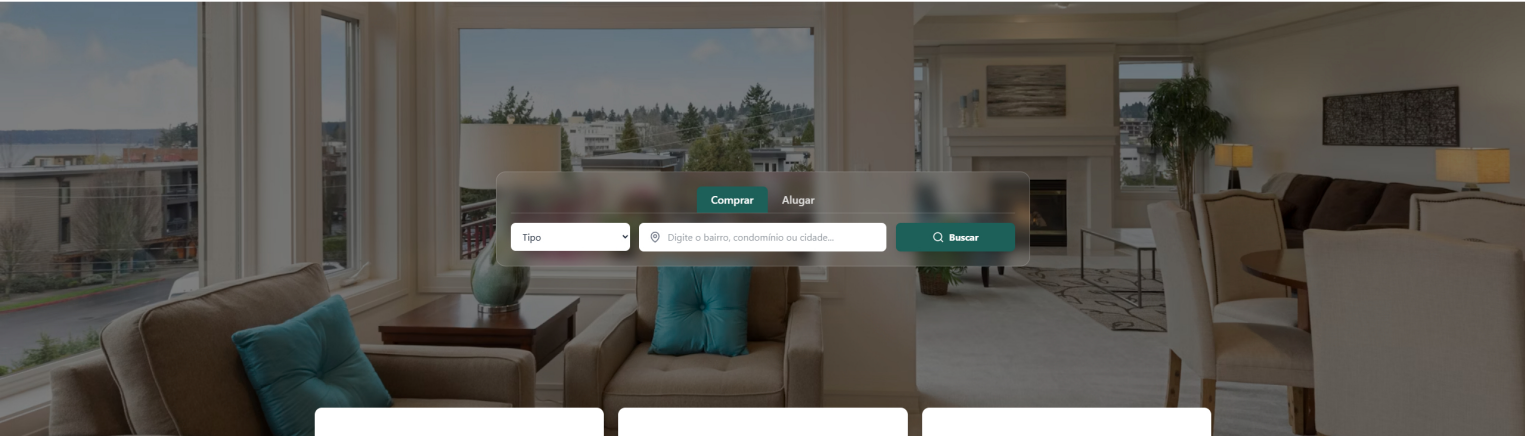 Comprar Alugar
Tipo Digite o bairro, condomínio ou cidade... Buscar